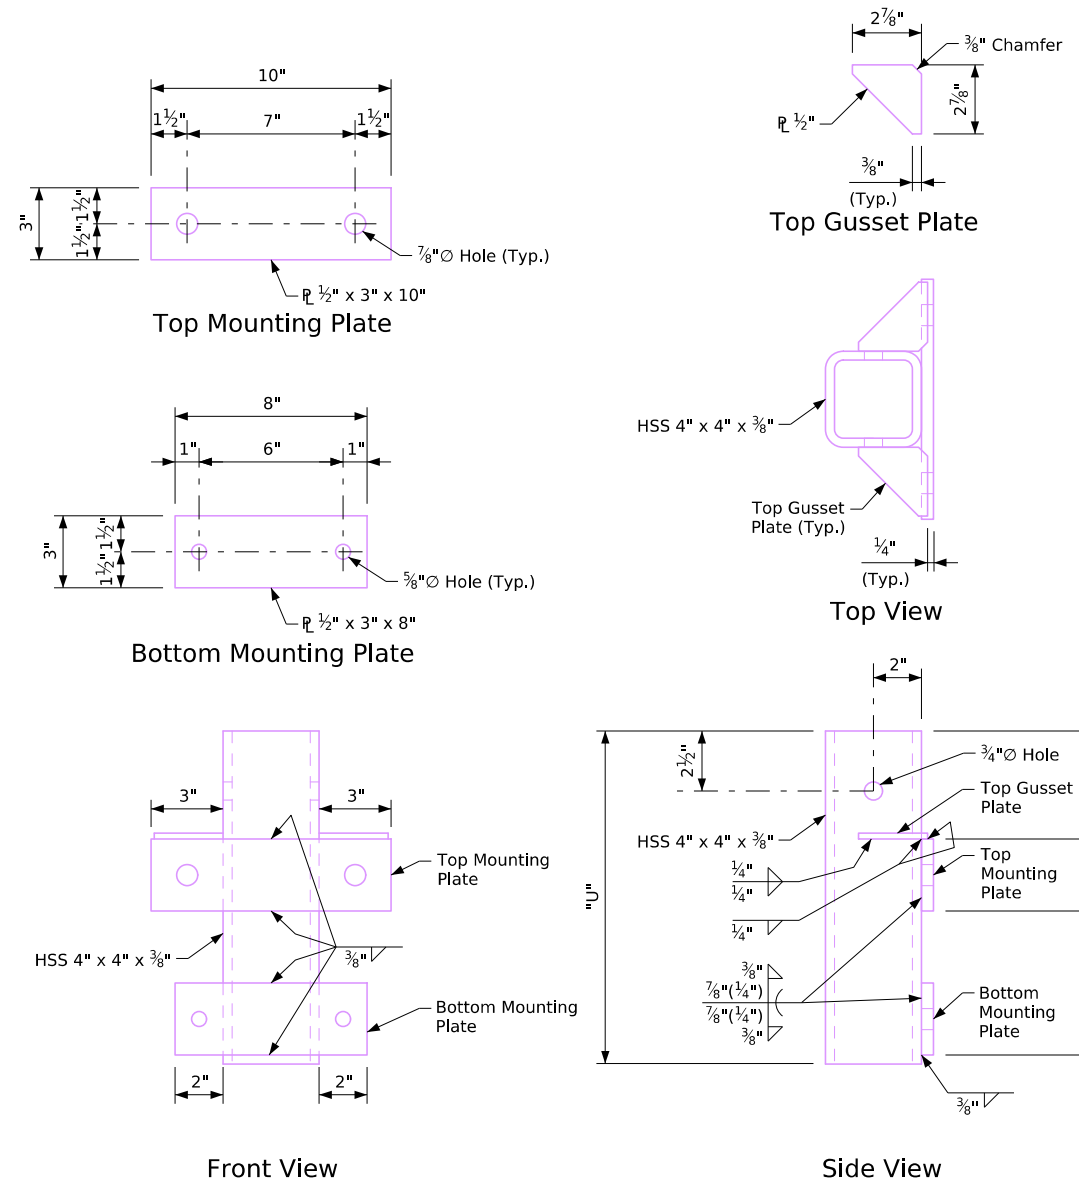 10"
1½"
7"
1½"
3"
1½"
1½"
⅞"∅ Hole (Typ.)
℄ ½" x 3" x 10"
Top Mounting Plate
2⅞"
⅜" Chamfer
2⅞"
℄ ½"
⅜"
(Typ.)
Top Gusset Plate
8"
1"
6"
1"
3"
1½"
1½"
⅝"∅ Hole (Typ.)
℄ ½" x 3" x 8"
Bottom Mounting Plate
HSS 4" x 4" x ⅜"
Top Gusset
Plate (Typ.)
¼"
(Typ.)
Top View
3"
3"
Top Mounting
Plate
HSS 4" x 4" x ⅜"
⅜"
Bottom Mounting
Plate
2"
2"
Front View
2"
2½"
¾"∅ Hole
Top Gusset
Plate
HSS 4" x 4" x ⅜"
¼"
¼"
Top
Mounting
Plate
"U"
¼"
⅜"
⅞"(¼")
⅞"(¼")
⅜"
Bottom
Mounting
Plate
⅜"
Side View